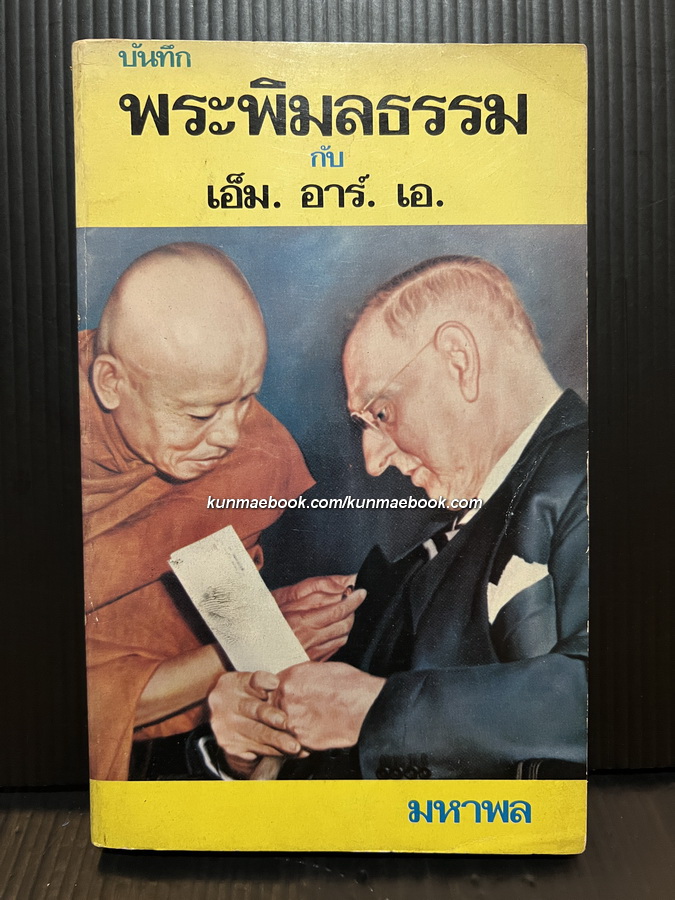 บันทึก
พระพิมลธรรม
กับ
เอ็ม. อาร์. เอ.
kunmaebook.com/kunmaebook.com
มหาพล